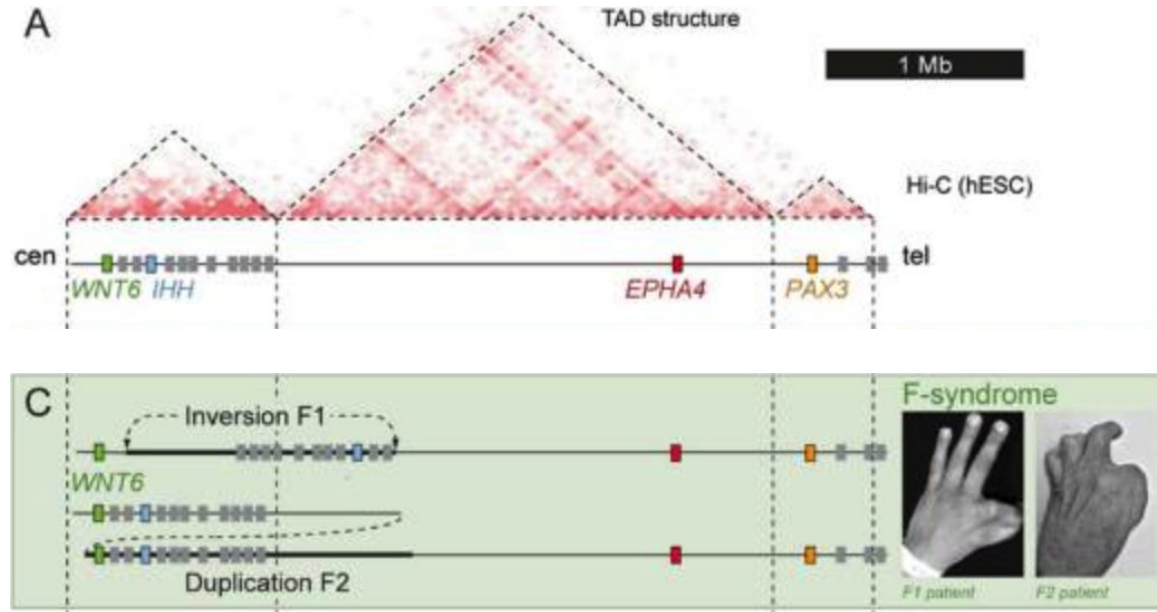 A
TAD structure
1 Mb
Hi-C (hESC)
cen
tel
WNT6 IHH
EPHA4
PAX3
C
Inversion F1
F-syndrome
WNT6
Duplication F2
F1 patient
F2 patient